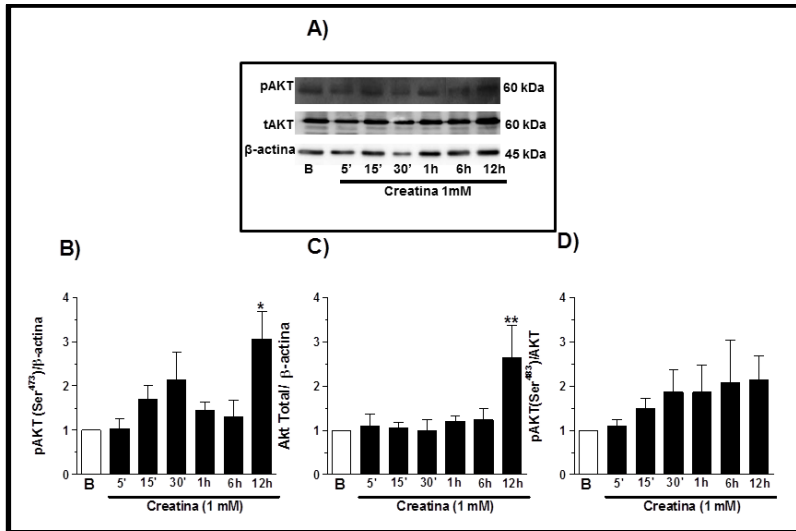 A)
pAKT 60 kDa
tAKT 60 kDa
β-actina 45 kDa
B 5' 15' 30' 1h 6h 12h
Creatina 1mM
B)
pAKT (Ser473)/β-actina
4
3
2
1
0
*
B 5' 15' 30' 1h 6h 12h
Creatina (1 mM)
C)
Akt Total/ β-actina
4
3
2
1
0
**
B 5' 15' 30' 1h 6h 12h
Creatina (1 mM)
D)
pAKT(Ser483)/AKT
4
3
2
1
0
B 5' 15' 30' 1h 6h 12h
Creatina (1 mM)